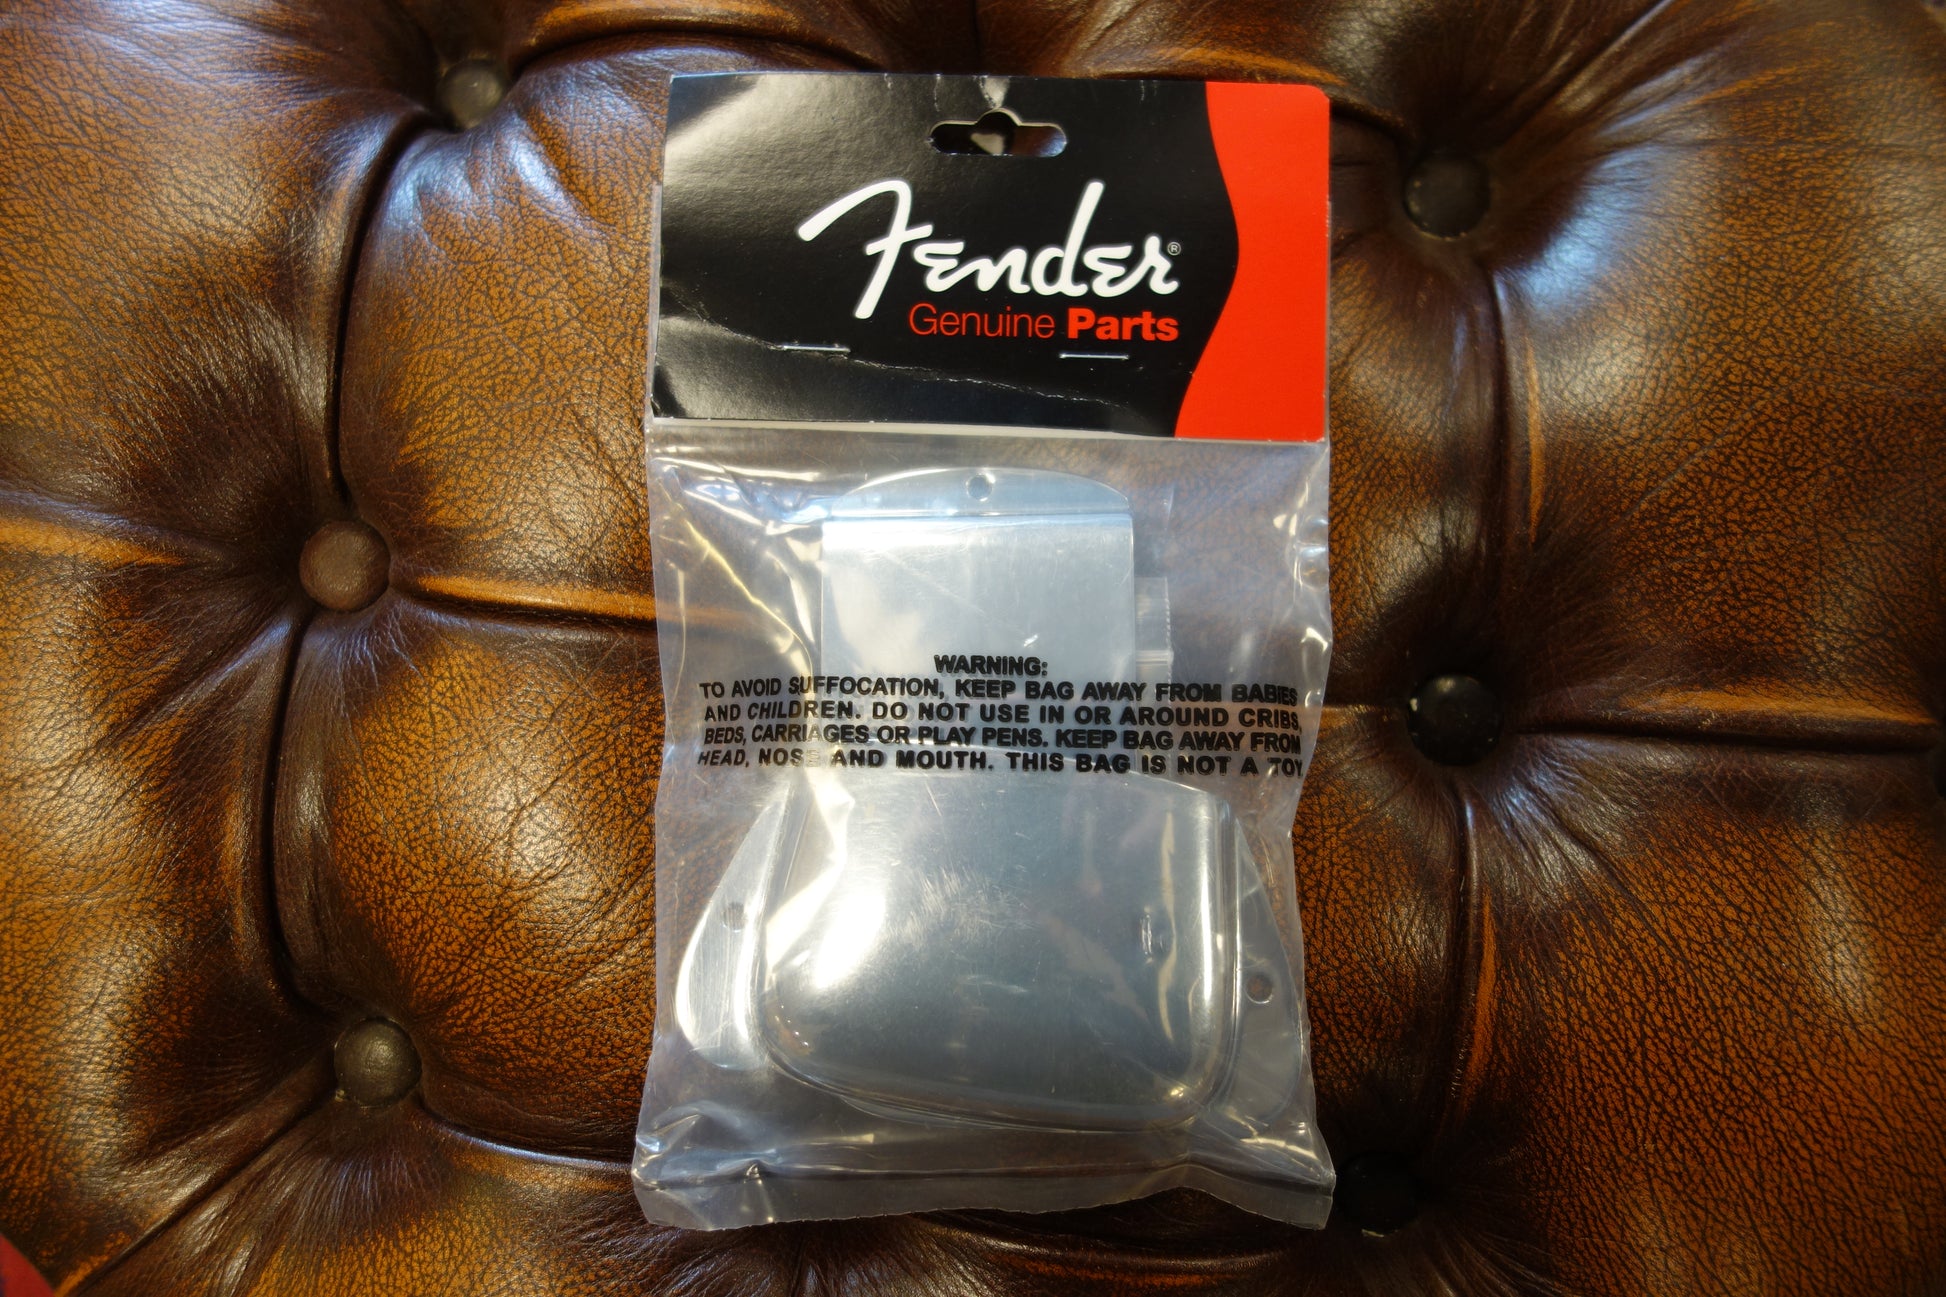 Fender®
Genuine Parts
WARNING:
TO AVOID SUFFOCATION, KEEP BAG AWAY FROM BABIES
AND CHILDREN. DO NOT USE IN OR AROUND CRIBS,
BEDS, CARRIAGES OR PLAY PENS. KEEP BAG AWAY FROM
HEAD, NOSE AND MOUTH. THIS BAG IS NOT A TOY.